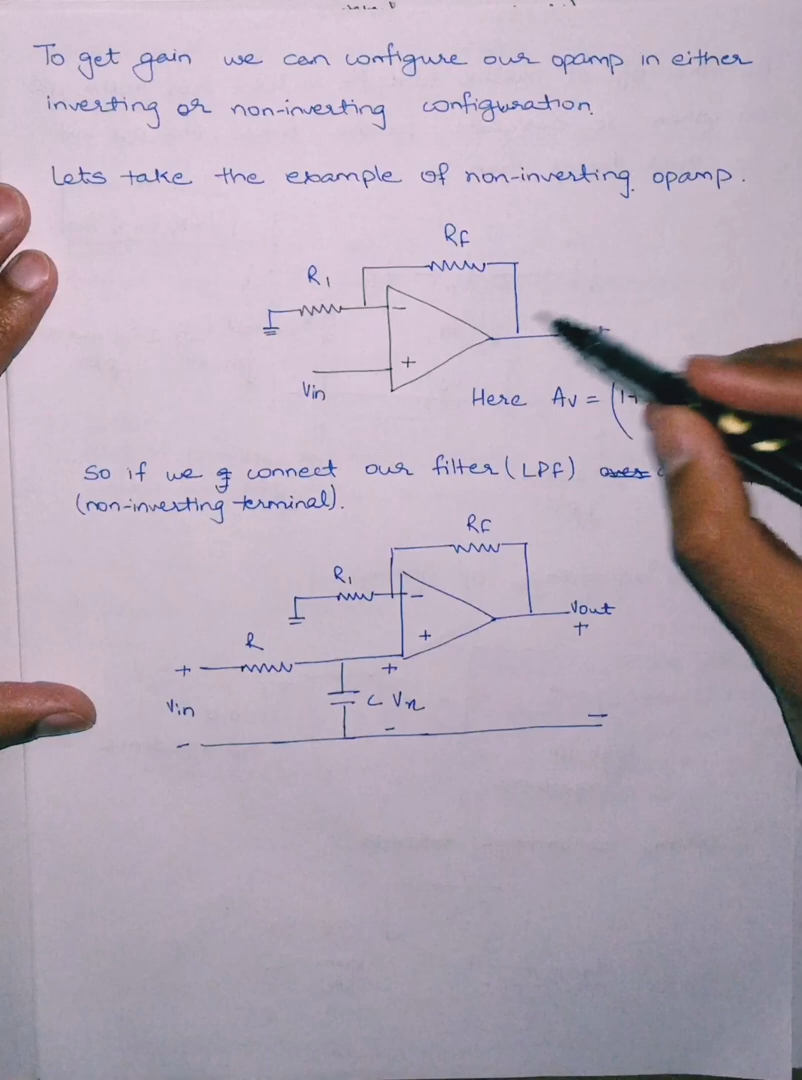 To get gain we can configure our opamp in either
inverting or non-inverting configuration.
Lets take the example of non-inverting opamp.
RF
R1
−
+
Vin
Here Av = (1+
So if we connect our filter (LPF)
(non-inverting terminal).
RF
R1
−
+
Vout
+
R
+
+
Vin
C Vx
−
−
−